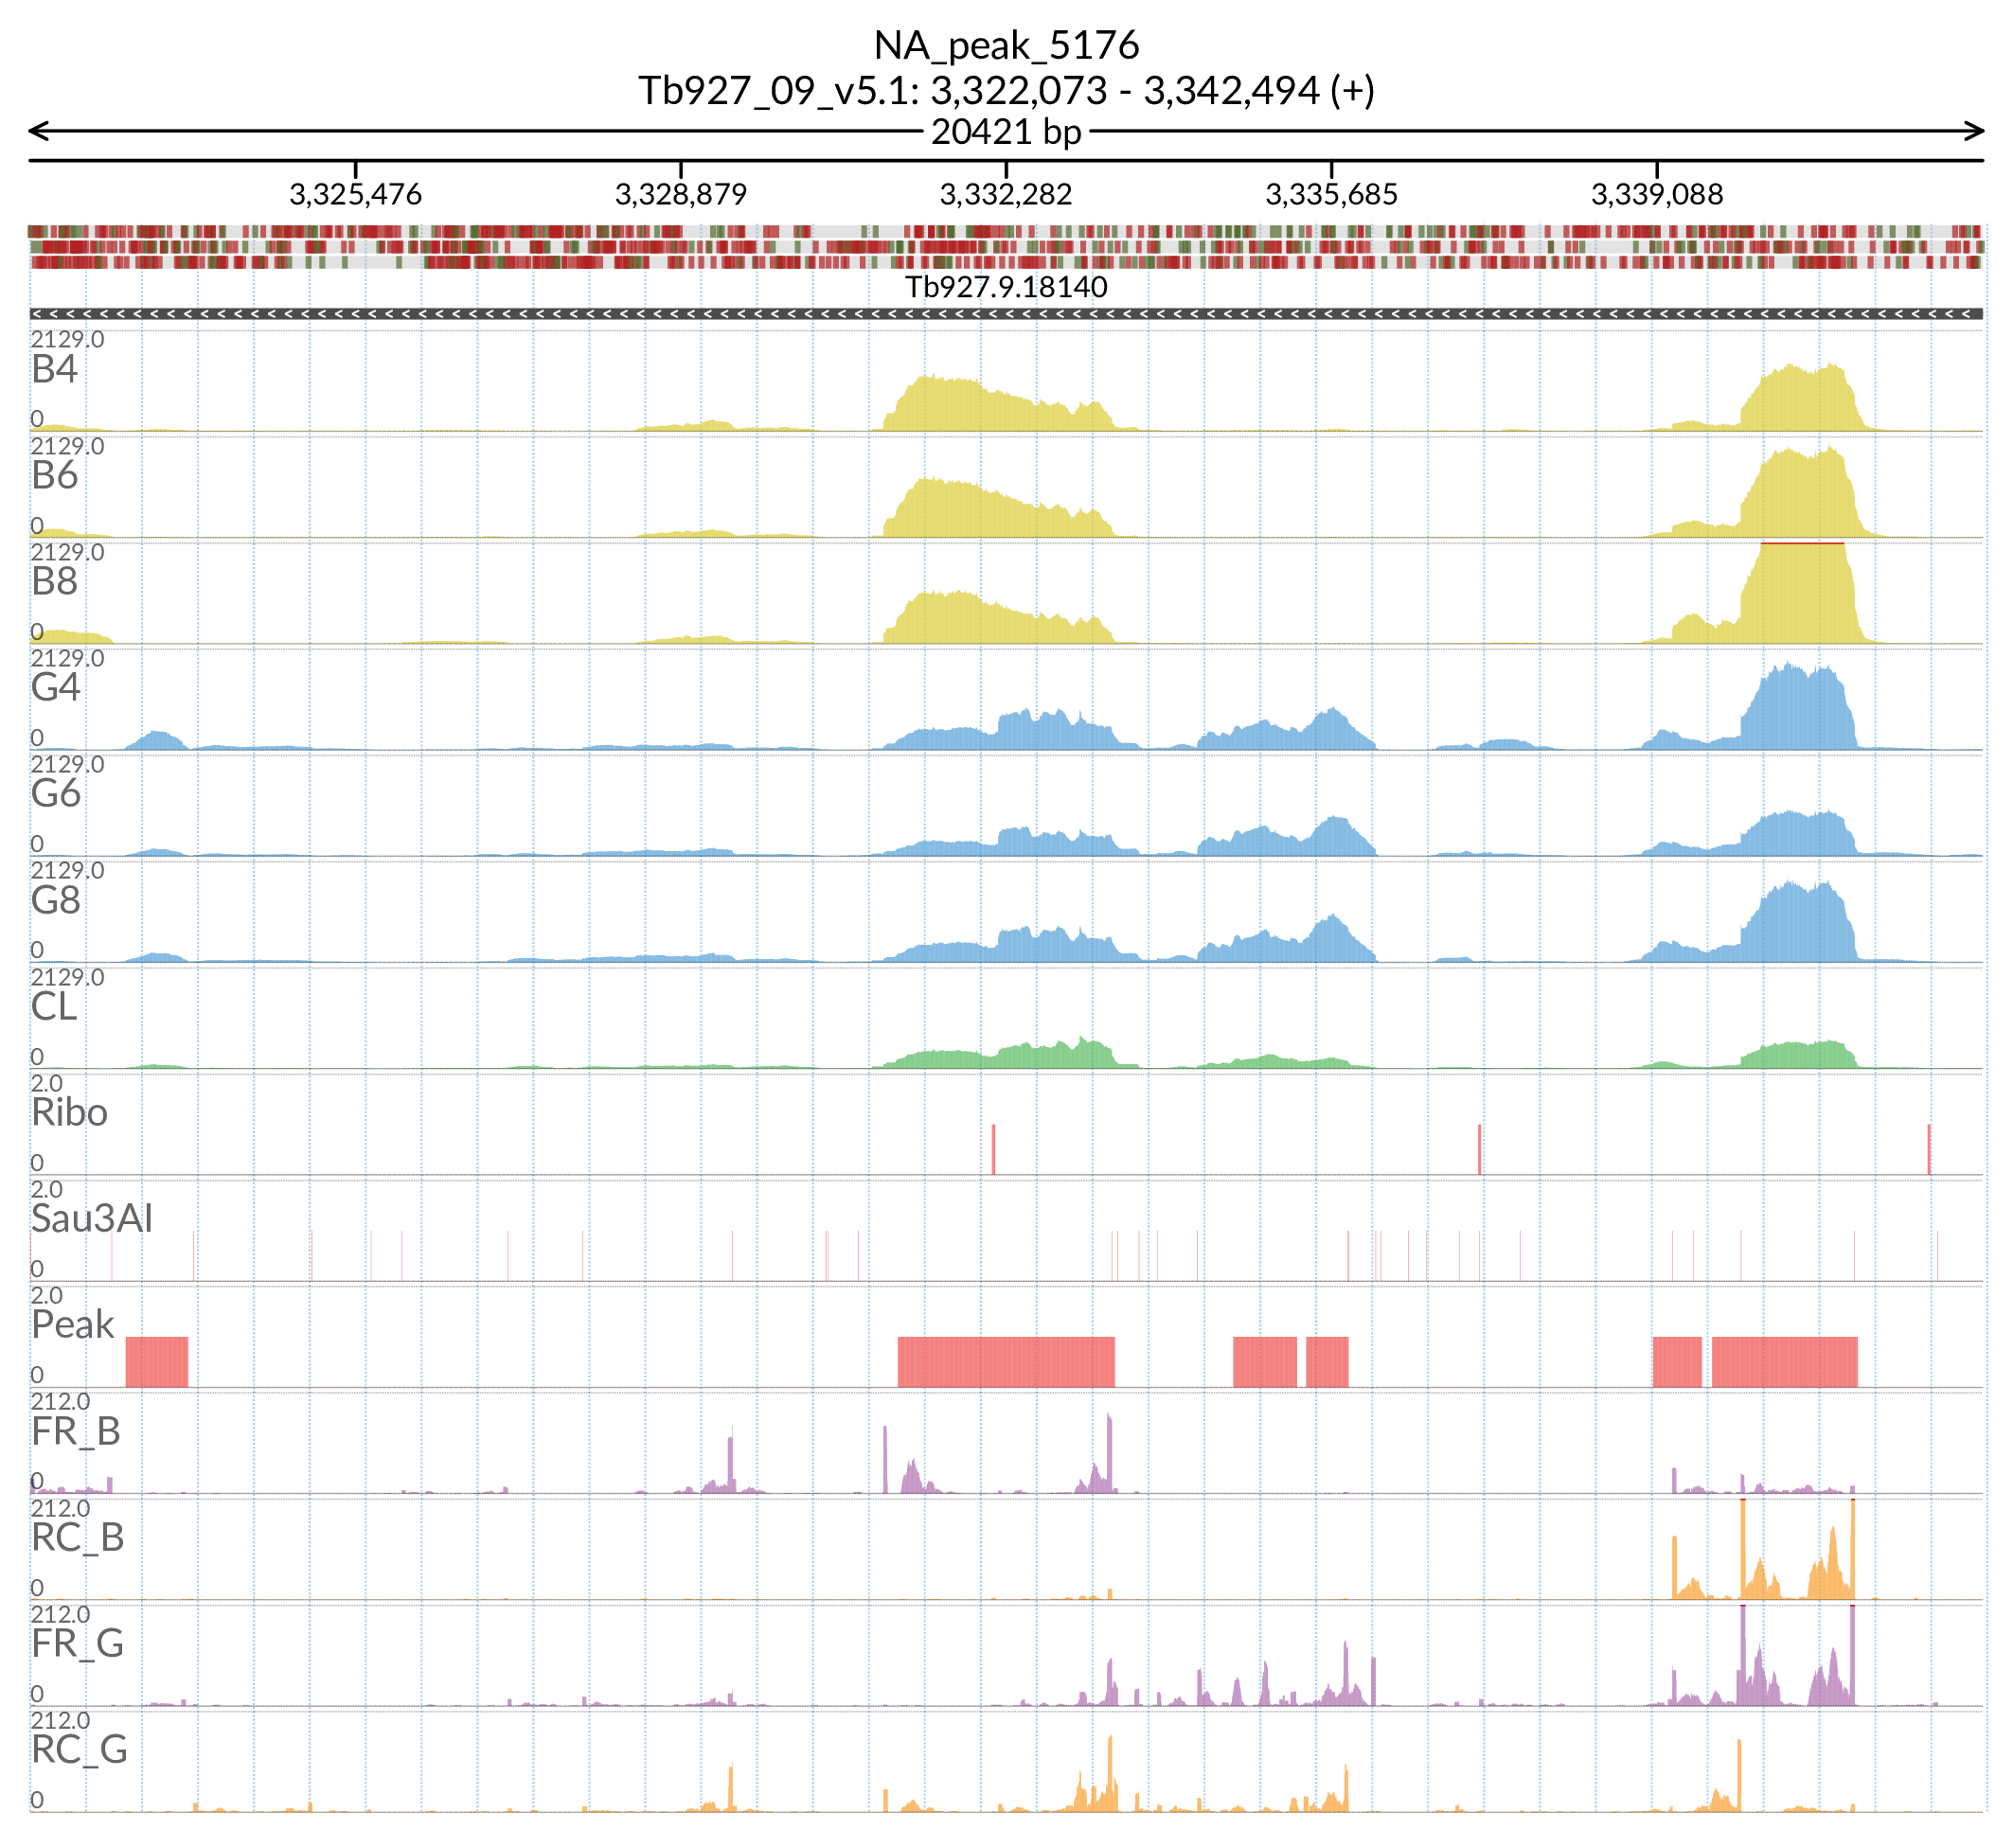 NA_peak_5176
Tb927_09_v5.1: 3,322,073 - 3,342,494 (+)
20421 bp
3,325,476 3,328,879 3,332,282 3,335,685 3,339,088
Tb927.9.18140
2129.0
B4
0
2129.0
B6
0
2129.0
B8
0
2129.0
G4
0
2129.0
G6
0
2129.0
G8
0
2129.0
CL
0
2.0
Ribo
0
2.0
Sau3AI
0
2.0
Peak
0
212.0
FR_B
0
212.0
RC_B
0
212.0
FR_G
0
212.0
RC_G
0